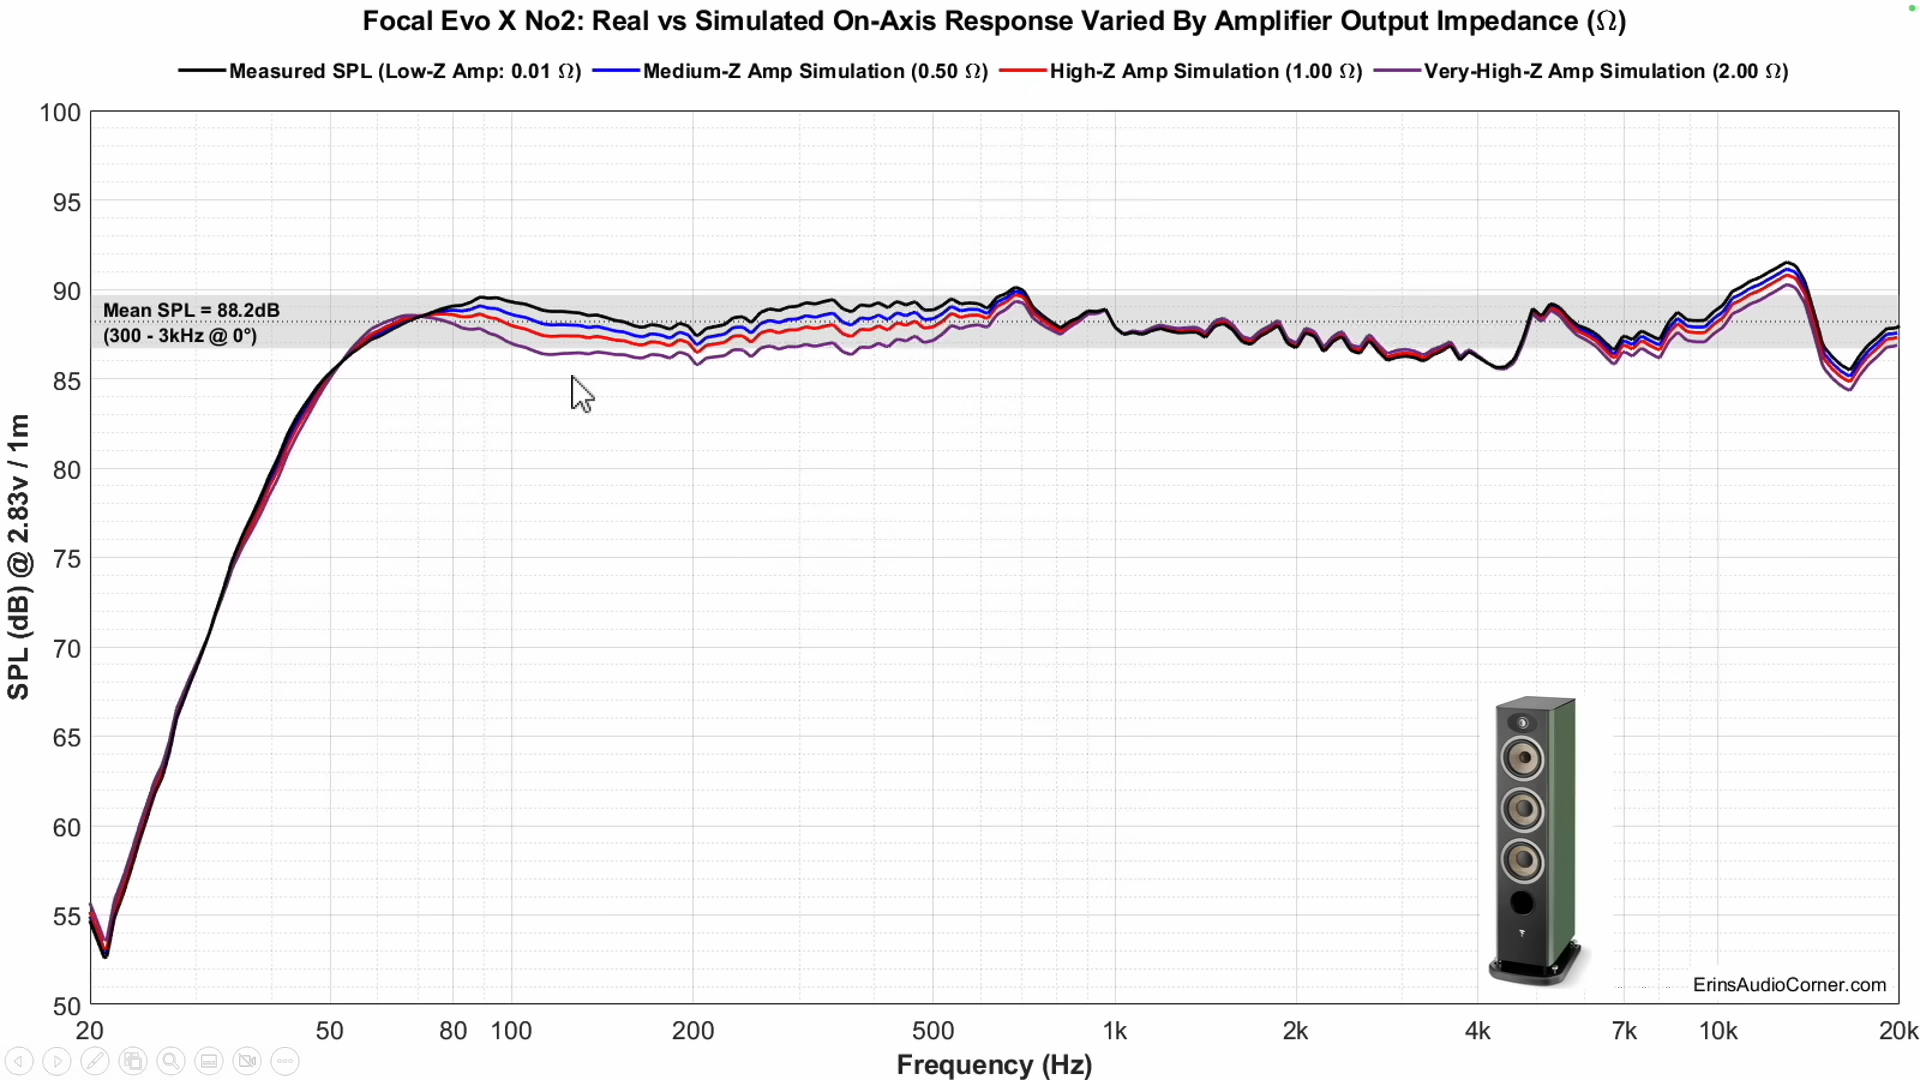 Focal Evo X No2: Real vs Simulated On-Axis Response Varied By Amplifier Output Impedance (Ω)
Measured SPL (Low-Z Amp: 0.01 Ω) Medium-Z Amp Simulation (0.50 Ω) High-Z Amp Simulation (1.00 Ω) Very-High-Z Amp Simulation (2.00 Ω)
100
95
90
85
80
75
70
65
60
55
50
SPL (dB) @ 2.83v / 1m
Mean SPL = 88.2dB
(300 - 3kHz @ 0°)
ErinsAudioCorner.com
20 50 80 100 200 500 1k 2k 4k 7k 10k 20k
Frequency (Hz)